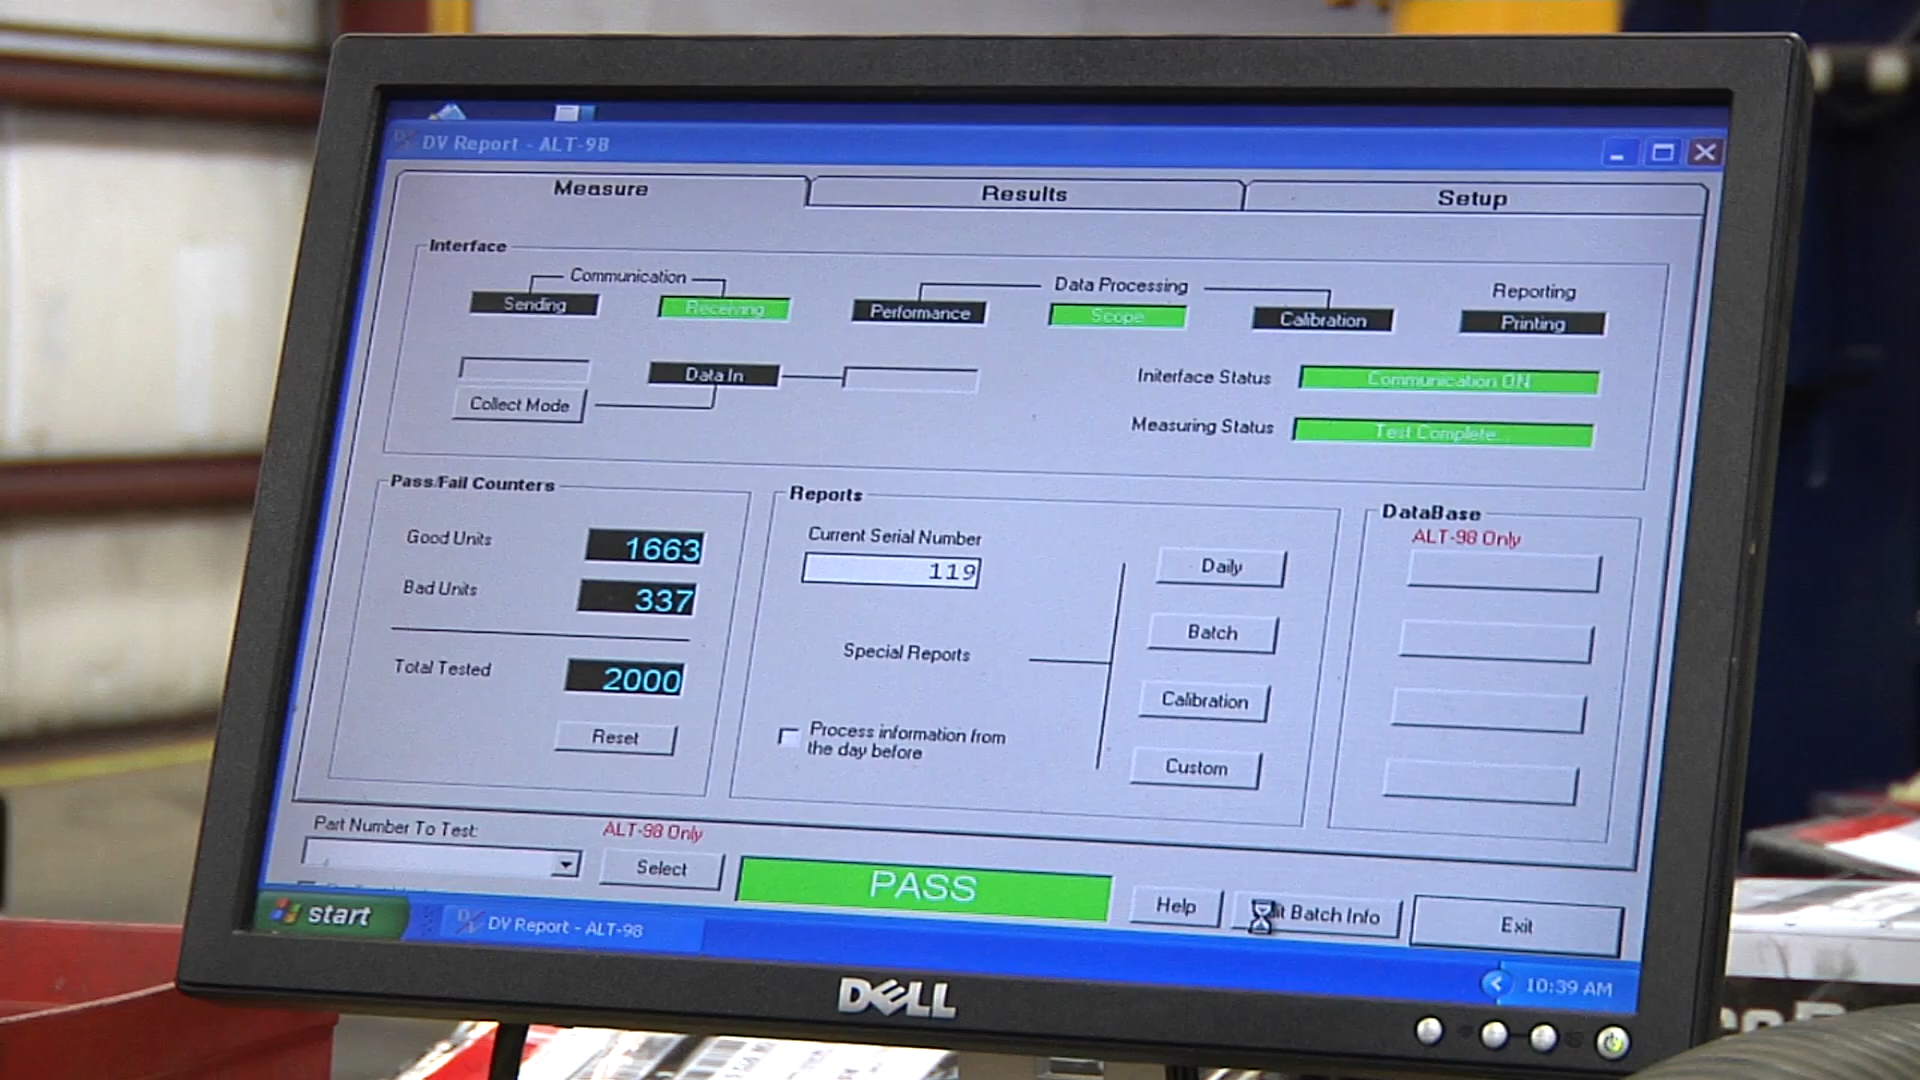 DV Report - ALT-98
Measure
Results
Setup
Interface
Communication
Data Processing
Reporting
Sending
Receiving
Performance
Scope
Calibration
Printing
Data In
Collect Mode
Initerface Status
Communication ON
Measuring Status
Test Complete...
Pass/Fail Counters
Good Units
1663
Bad Units
337
Total Tested
2000
Reset
Reports
Current Serial Number
119
Special Reports
Process information from
the day before
Daily
Batch
Calibration
Custom
DataBase
ALT-98 Only
Part Number To Test:
ALT-98 Only
Select
PASS
Help
Batch Info
Exit
start
DV Report - ALT-98
10:39 AM
DELL